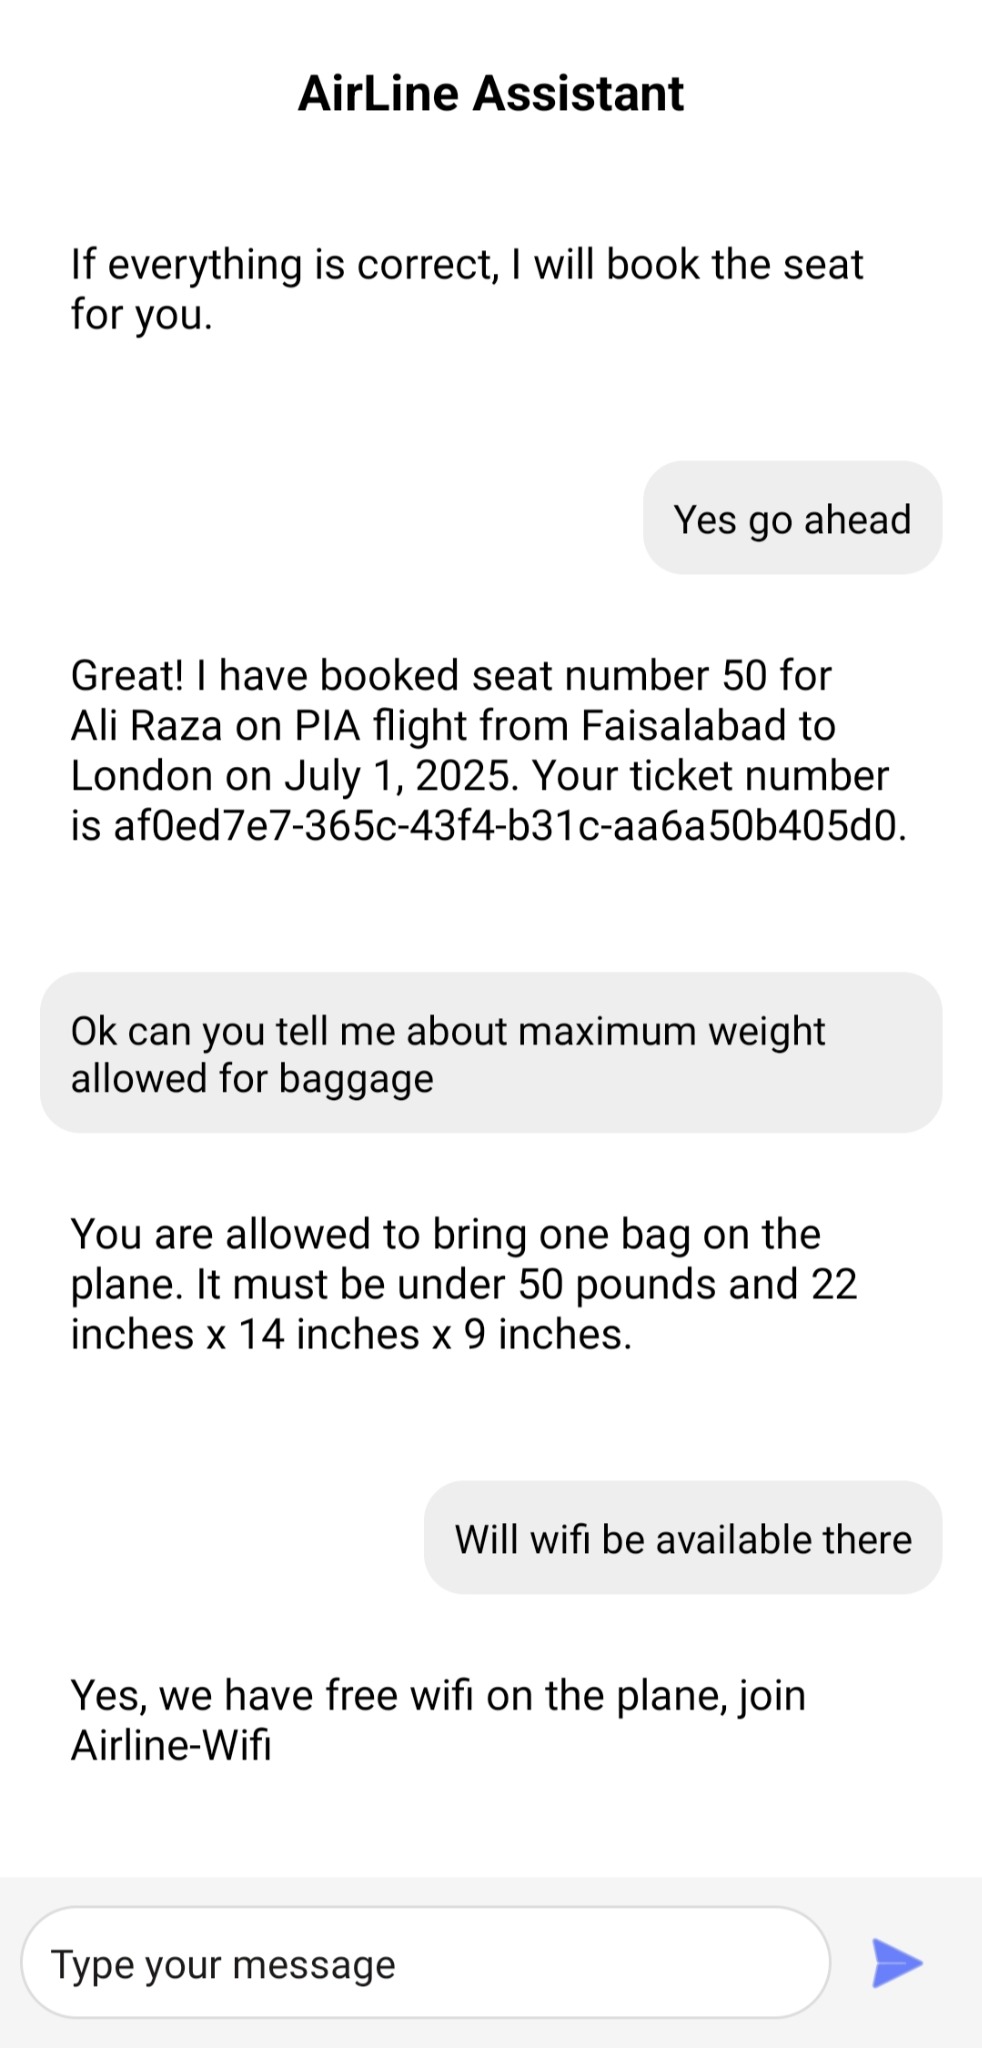 AirLine Assistant
If everything is correct, I will book the seat
for you.
Yes go ahead
Great! I have booked seat number 50 for
Ali Raza on PIA flight from Faisalabad to
London on July 1, 2025. Your ticket number
is af0ed7e7-365c-43f4-b31c-aa6a50b405d0.
Ok can you tell me about maximum weight
allowed for baggage
You are allowed to bring one bag on the
plane. It must be under 50 pounds and 22
inches x 14 inches x 9 inches.
Will wifi be available there
Yes, we have free wifi on the plane, join
Airline-Wifi
Type your message